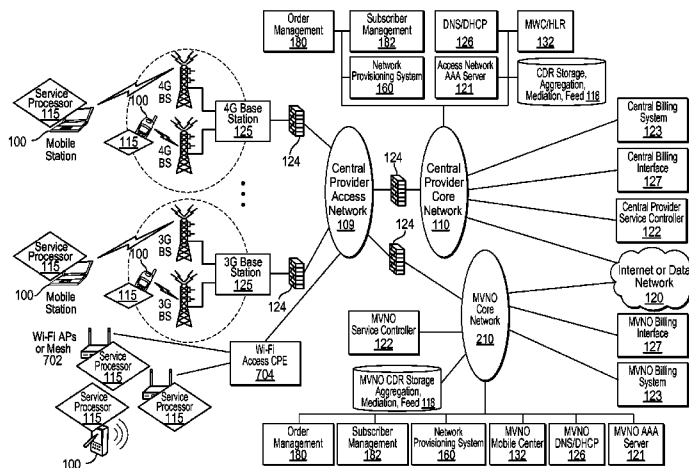 Order
Management
180
Subscriber
Management
182
DNS/DHCP
126
MWC/HLR
132
Network
Provisioning System
160
Access Network
AAA Server
121
CDR Storage,
Aggregation,
Mediation, Feed 118
Service
Processor
115
100
Mobile
Station
4G
BS
100
115
4G
BS
4G Base
Station
125
124
Central
Provider
Access
Network
109
124
Central
Provider
Core
Network
110
124
Central Billing
System
123
Central Billing
Interface
127
Central Provider
Service Controller
122
Internet or Data
Network
120
Service
Processor
115
100
Mobile
Station
3G
BS
100
115
3G
BS
3G Base
Station
125
124
MVNO
Core
Network
210
MVNO
Service Controller
122
MVNO Billing
Interface
127
MVNO Billing
System
123
Wi-Fi APs
or Mesh
702
Service
Processor
115
Wi-Fi
Access CPE
704
Service
Processor
115
Service
Processor
115
100
MVNO CDR Storage
Aggregation,
Mediation, Feed 118
Order
Management
180
Subscriber
Management
182
Network
Provisioning System
160
MVNO
Mobile Center
132
MVNO
DNS/DHCP
126
MVNO AAA
Server
121